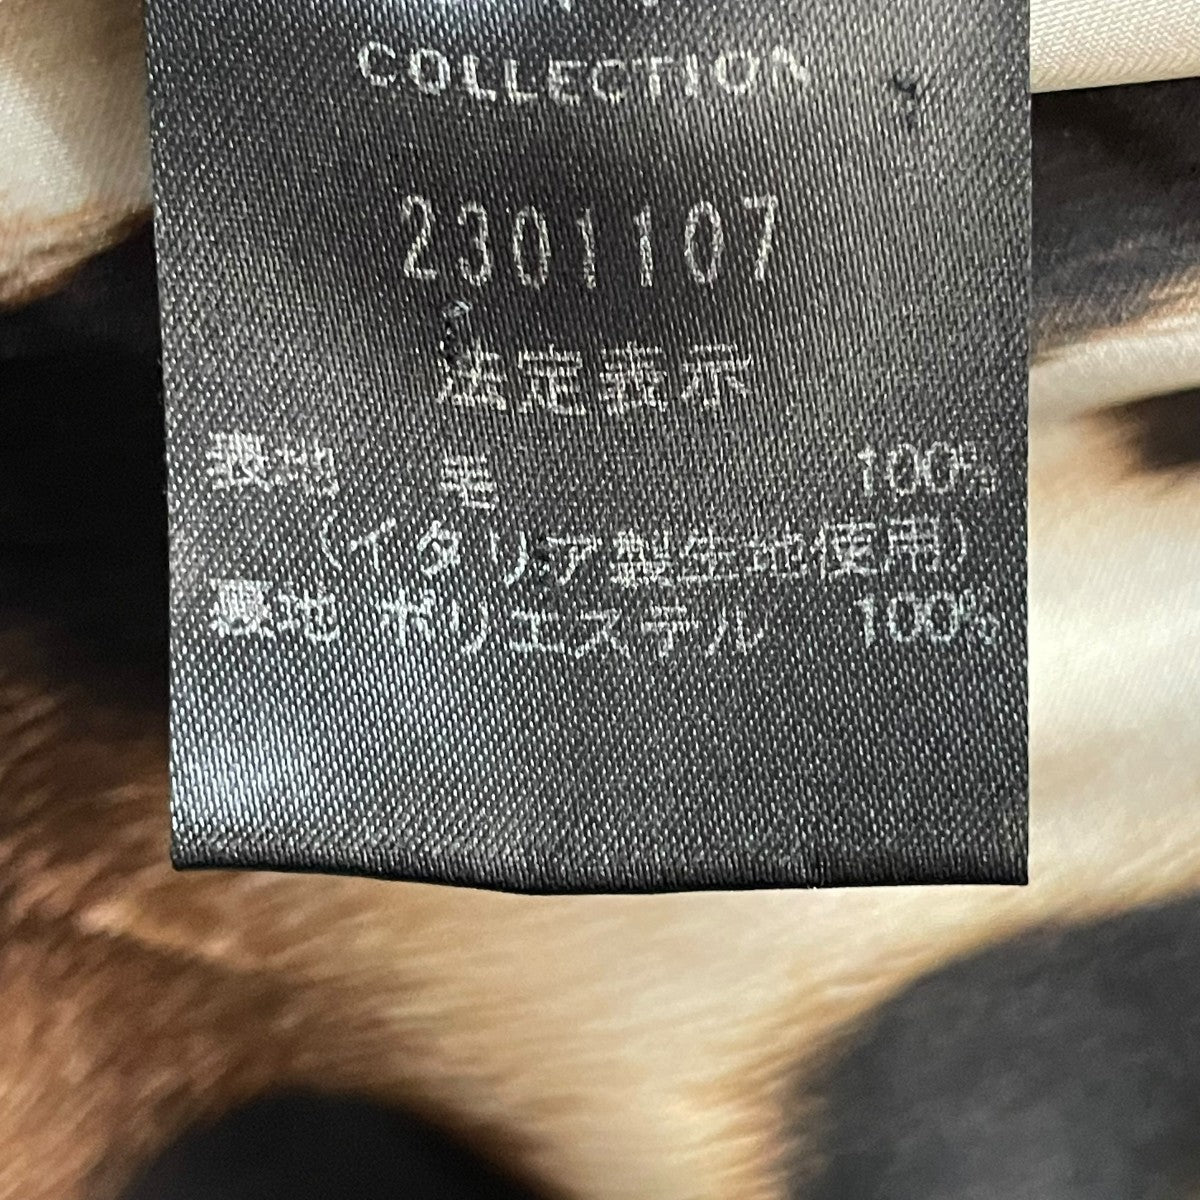 COLLECTION
2301107
法定表示
表地 毛 100%
(イタリア製生地使用)
裏地 ポリエステル 100%